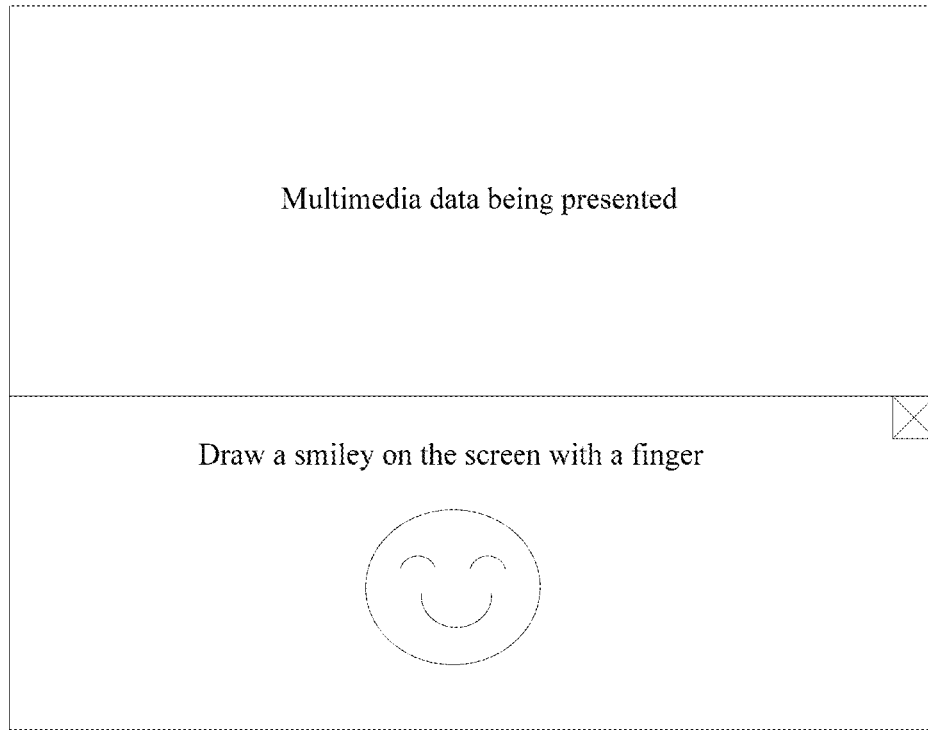 Multimedia data being presented
Draw a smiley on the screen with a finger